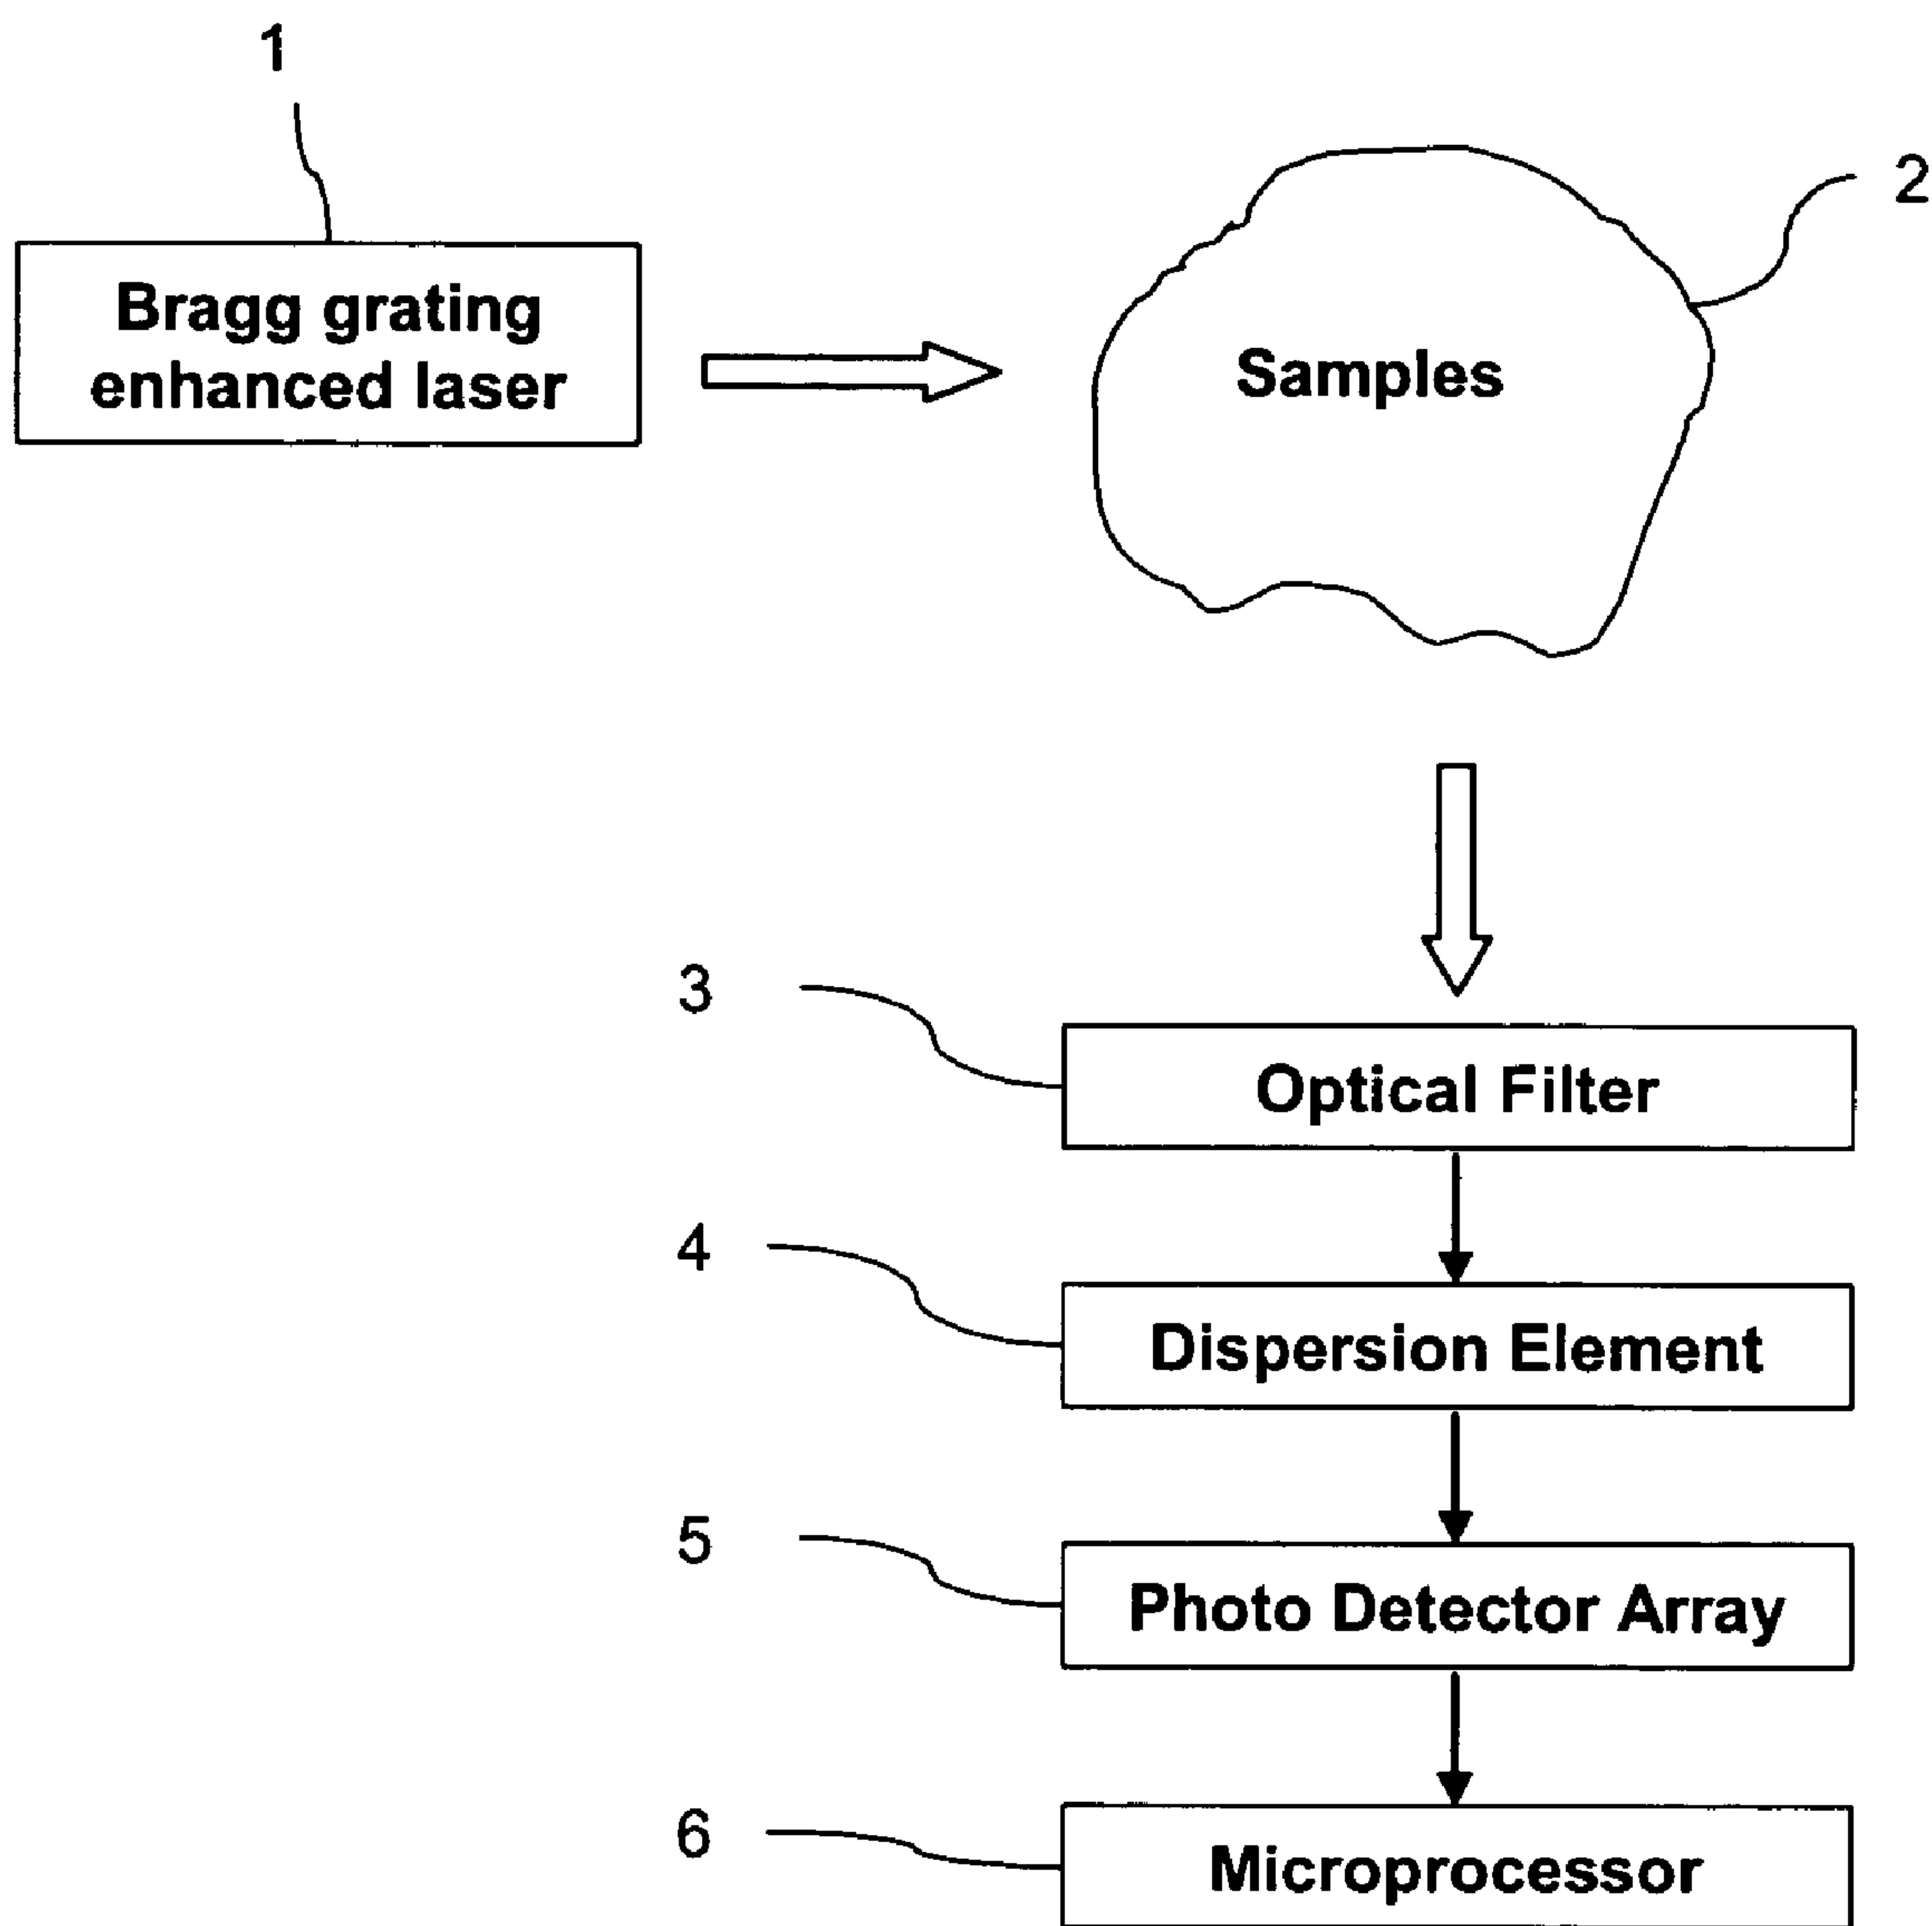 1
2
Bragg grating
enhanced laser
Samples
3
Optical Filter
4
Dispersion Element
5
Photo Detector Array
6
Microprocessor